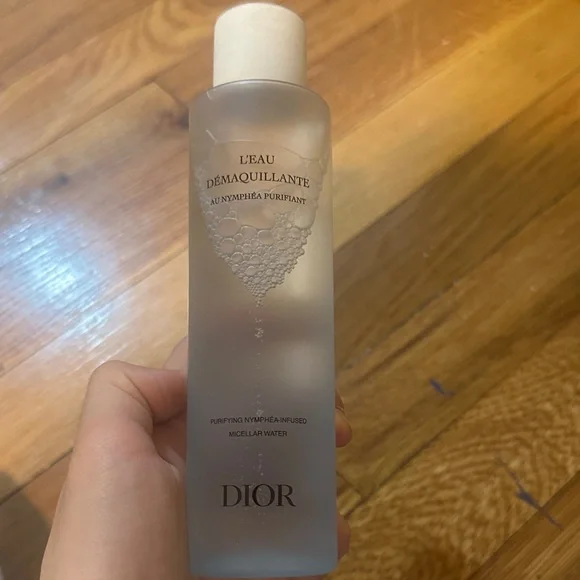 L'EAU
DÉMAQUILLANTE
AU NYMPHÉA PURIFIANT
PURIFYING NYMPHÉA-INFUSED
MICELLAR WATER
DIOR